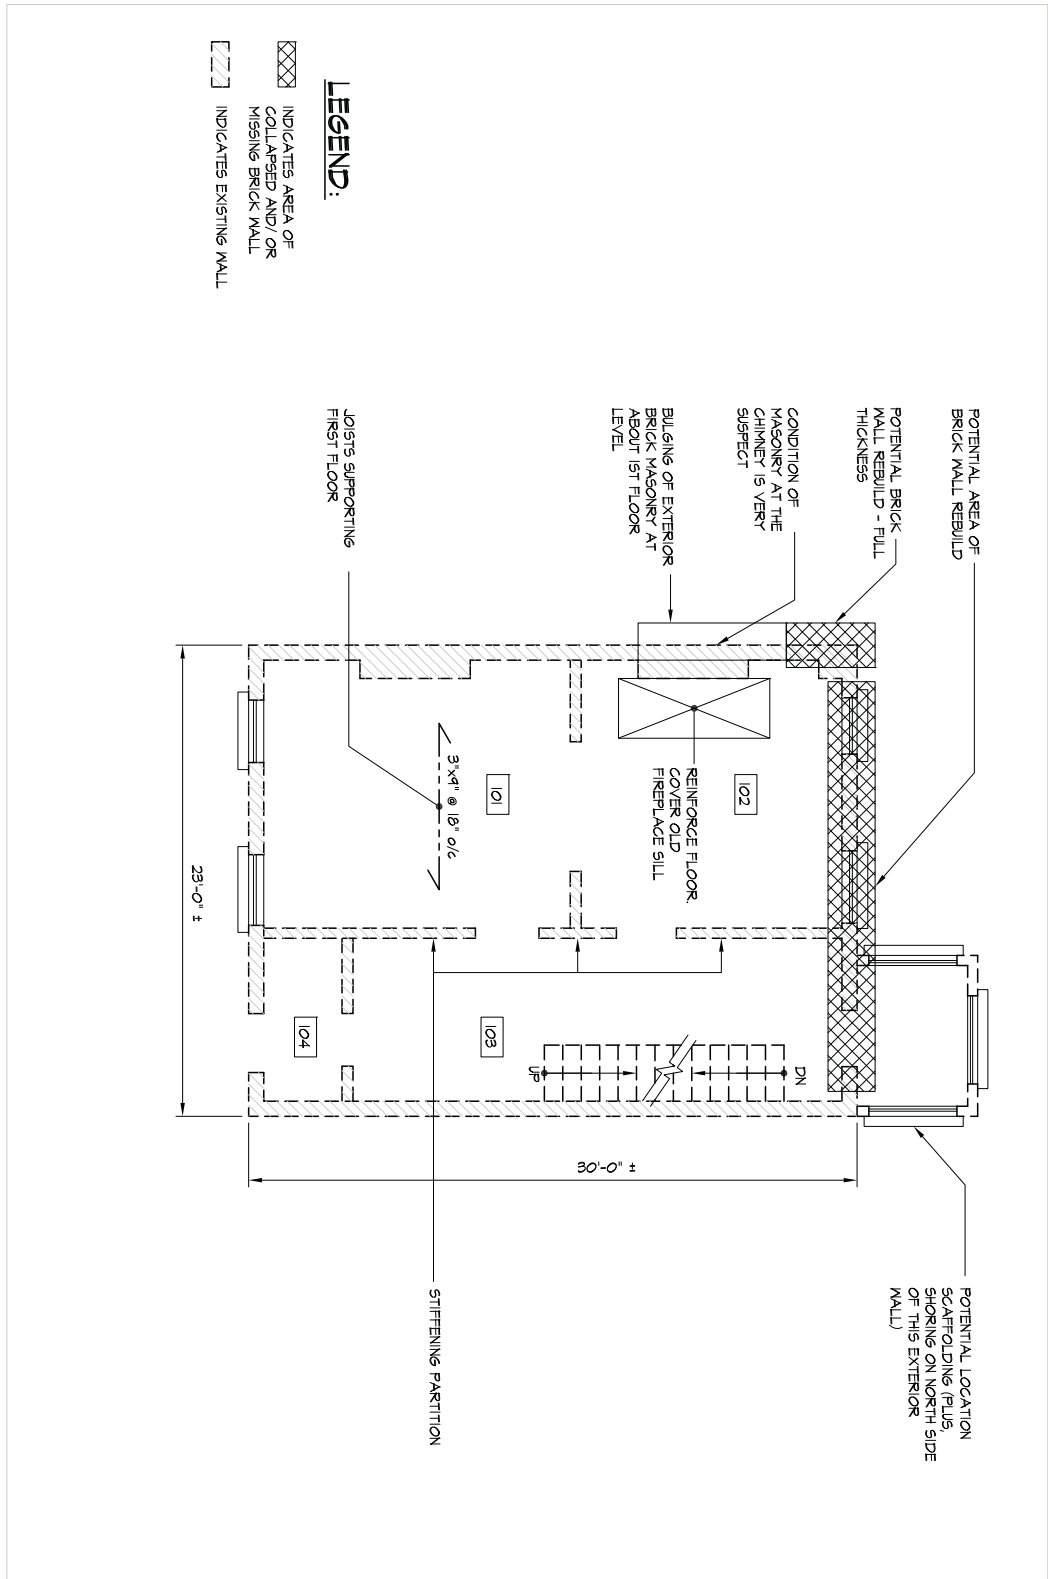 POTENTIAL AREA OF
BRICK WALL REBUILD
POTENTIAL BRICK
WALL REBUILD - FULL
THICKNESS
CONDITION OF
MASONRY AT THE
CHIMNEY IS VERY
SUSPECT
BULGING OF EXTERIOR
BRICK MASONRY AT
ABOUT 1ST FLOOR
LEVEL
JOISTS SUPPORTING
FIRST FLOOR
POTENTIAL LOCATION
SCAFFOLDING (PLUS,
SHORING ON NORTH SIDE
OF THIS EXTERIOR
WALL)
STIFFENING PARTITION
102
REINFORCE FLOOR.
COVER OLD
FIREPLACE SILL
101
3"x9" @ 18" o/c
103
104
DN
UP
30'-0" ±
23'-0" ±
LEGEND:
INDICATES AREA OF
COLLAPSED AND/ OR
MISSING BRICK WALL
INDICATES EXISTING WALL